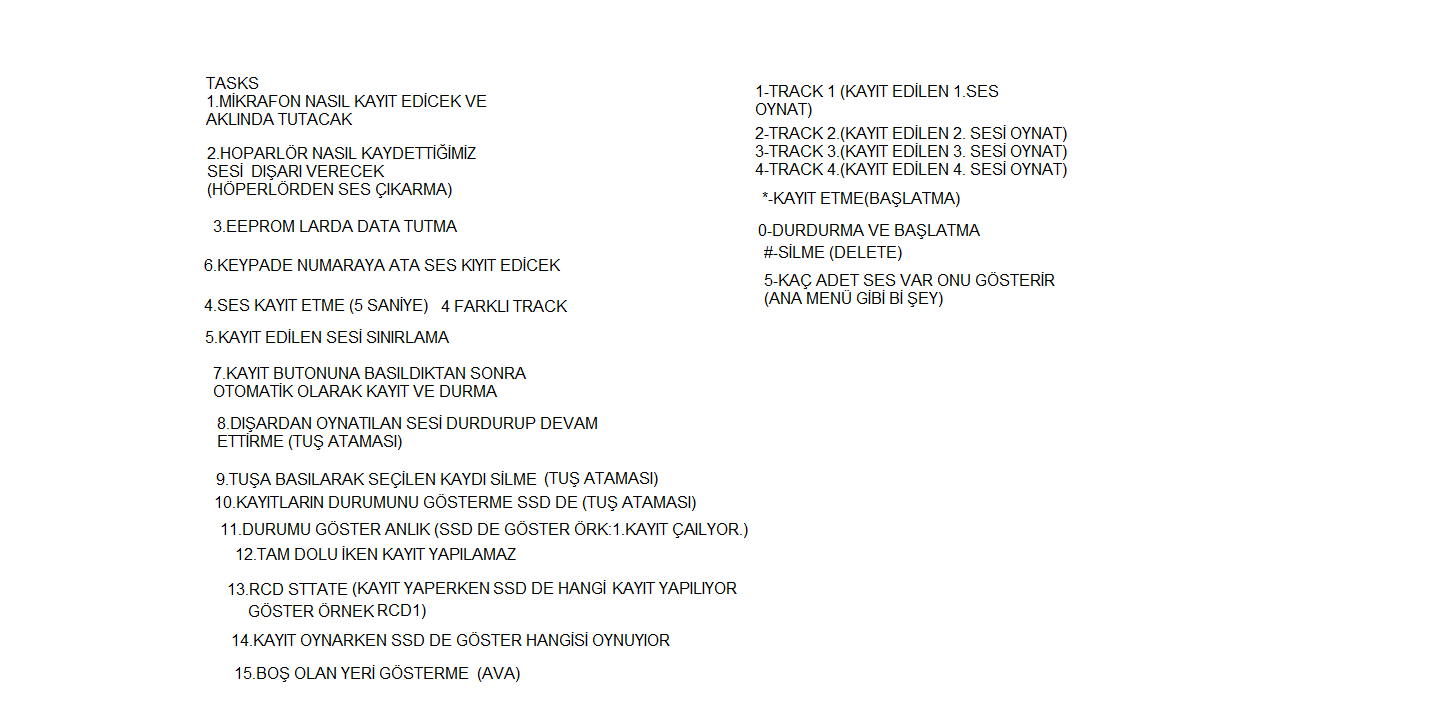 TASKS
1.MİKRAFON NASIL KAYIT EDİCEK VE
AKLINDA TUTACAK
2.HOPARLÖR NASIL KAYDETTİĞİMİZ
SESİ  DIŞARI VERECEK
(HÖPERLÖRDEN SES ÇIKARMA)
3.EEPROM LARDA DATA TUTMA
6.KEYPADE NUMARAYA ATA SES KIYIT EDİCEK
4.SES KAYIT ETME (5 SANİYE)   4 FARKLI TRACK
5.KAYIT EDİLEN SESİ SINIRLAMA
7.KAYIT BUTONUNA BASILDIKTAN SONRA
OTOMATİK OLARAK KAYIT VE DURMA
8.DIŞARDAN OYNATILAN SESİ DURDURUP DEVAM
ETTİRME (TUŞ ATAMASI)
9.TUŞA BASILARAK SEÇİLEN KAYDI SİLME  (TUŞ ATAMASI)
10.KAYITLARIN DURUMUNU GÖSTERME SSD DE (TUŞ ATAMASI)
11.DURUMU GÖSTER ANLIK (SSD DE GÖSTER ÖRK:1.KAYIT ÇAILYOR.)
12.TAM DOLU İKEN KAYIT YAPILAMAZ
13.RCD STTATE (KAYIT YAPERKEN SSD DE HANGİ KAYIT YAPILIYOR
GÖSTER ÖRNEK RCD1)
14.KAYIT OYNARKEN SSD DE GÖSTER HANGİSİ OYNUYIOR
15.BOŞ OLAN YERİ GÖSTERME  (AVA)
1-TRACK 1 (KAYIT EDİLEN 1.SES
OYNAT)
2-TRACK 2.(KAYIT EDİLEN 2. SESİ OYNAT)
3-TRACK 3.(KAYIT EDİLEN 3. SESİ OYNAT)
4-TRACK 4.(KAYIT EDİLEN 4. SESİ OYNAT)
*-KAYIT ETME(BAŞLATMA)
0-DURDURMA VE BAŞLATMA
#-SİLME (DELETE)
5-KAÇ ADET SES VAR ONU GÖSTERİR
(ANA MENÜ GİBİ Bİ ŞEY)